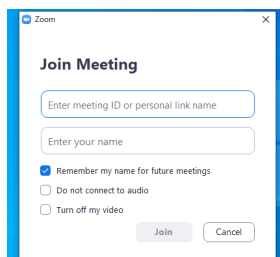 Zoom
Join Meeting
Enter meeting ID or personal link name
Enter your name
Remember my name for future meetings
Do not connect to audio
Turn off my video
Join
Cancel